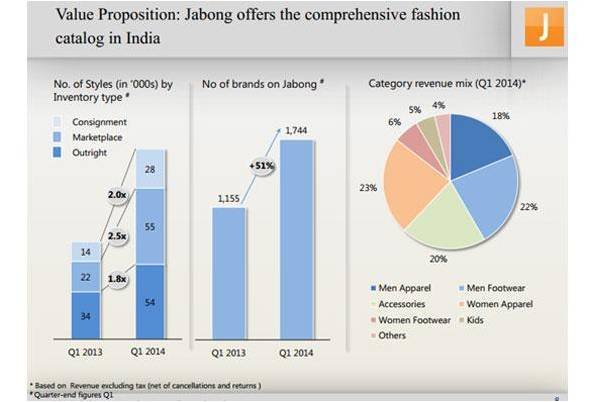 Value Proposition: Jabong offers the comprehensive fashion
catalog in India
J
No. of Styles (in '000s) by
Inventory type #
Consignment
Marketplace
Outright
2.0x
2.5x
1.8x
14
22
34
28
55
54
Q1 2013
Q1 2014
No of brands on Jabong #
1,155
+51%
1,744
Q1 2013
Q1 2014
Category revenue mix (Q1 2014)*
18%
22%
20%
23%
6%
5%
4%
Men Apparel
Men Footwear
Accessories
Women Apparel
Women Footwear
Kids
Others
* Based on Revenue excluding tax (net of cancellations and returns )
# Quarter-end figures Q1